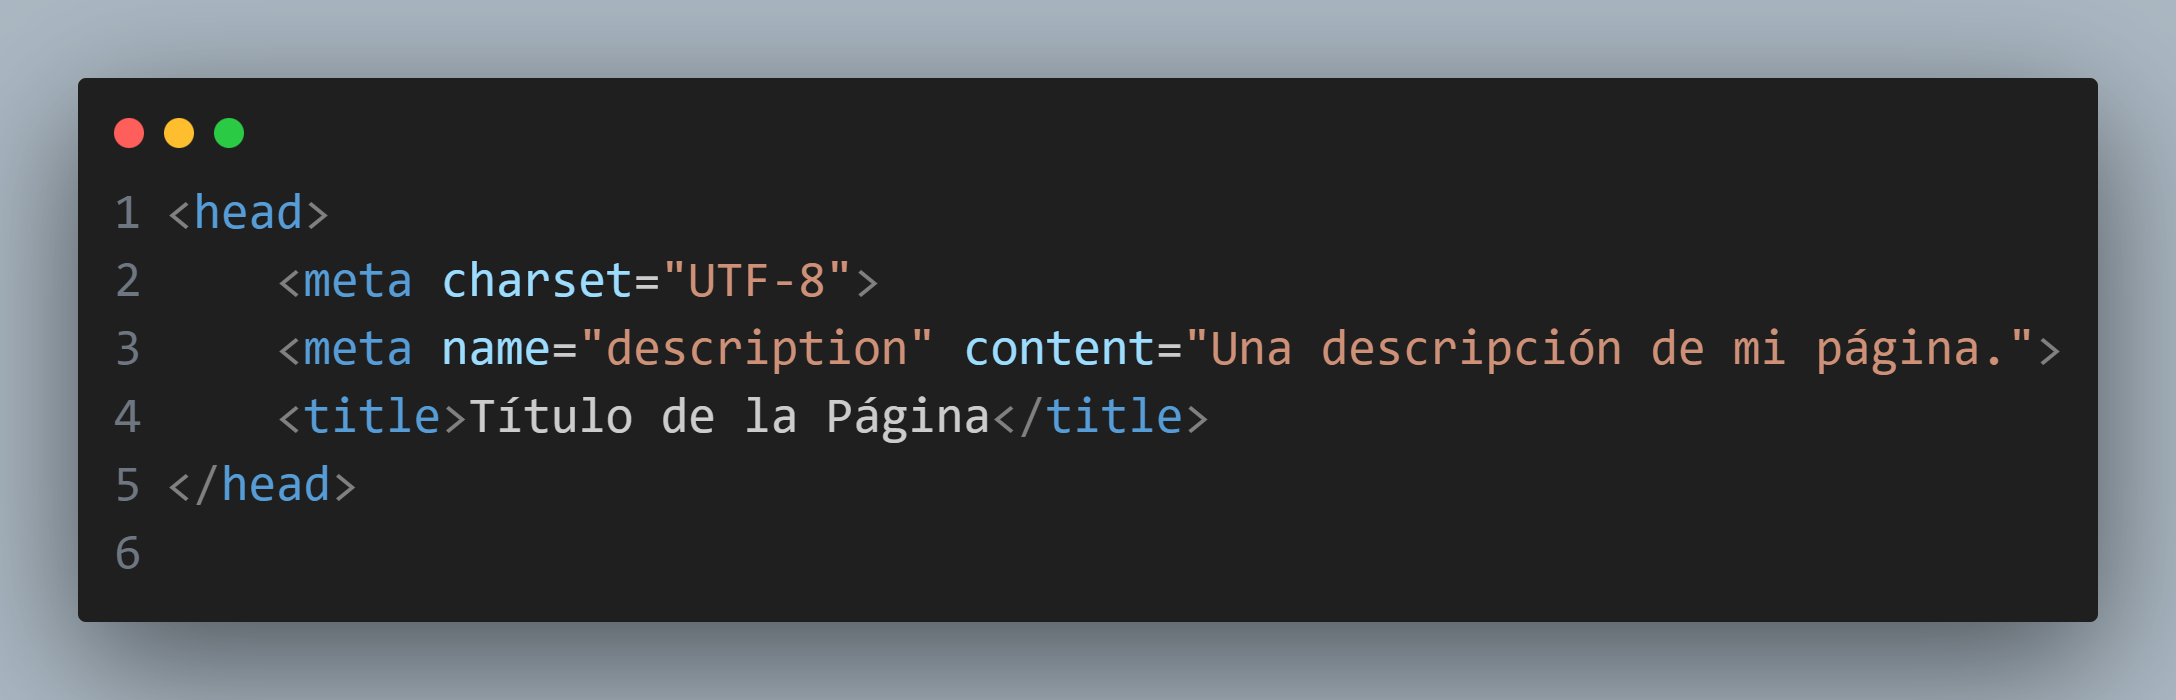 1 <head>
2     <meta charset="UTF-8">
3     <meta name="description" content="Una descripción de mi página.">
4     <title>Título de la Página</title>
5 </head>
6